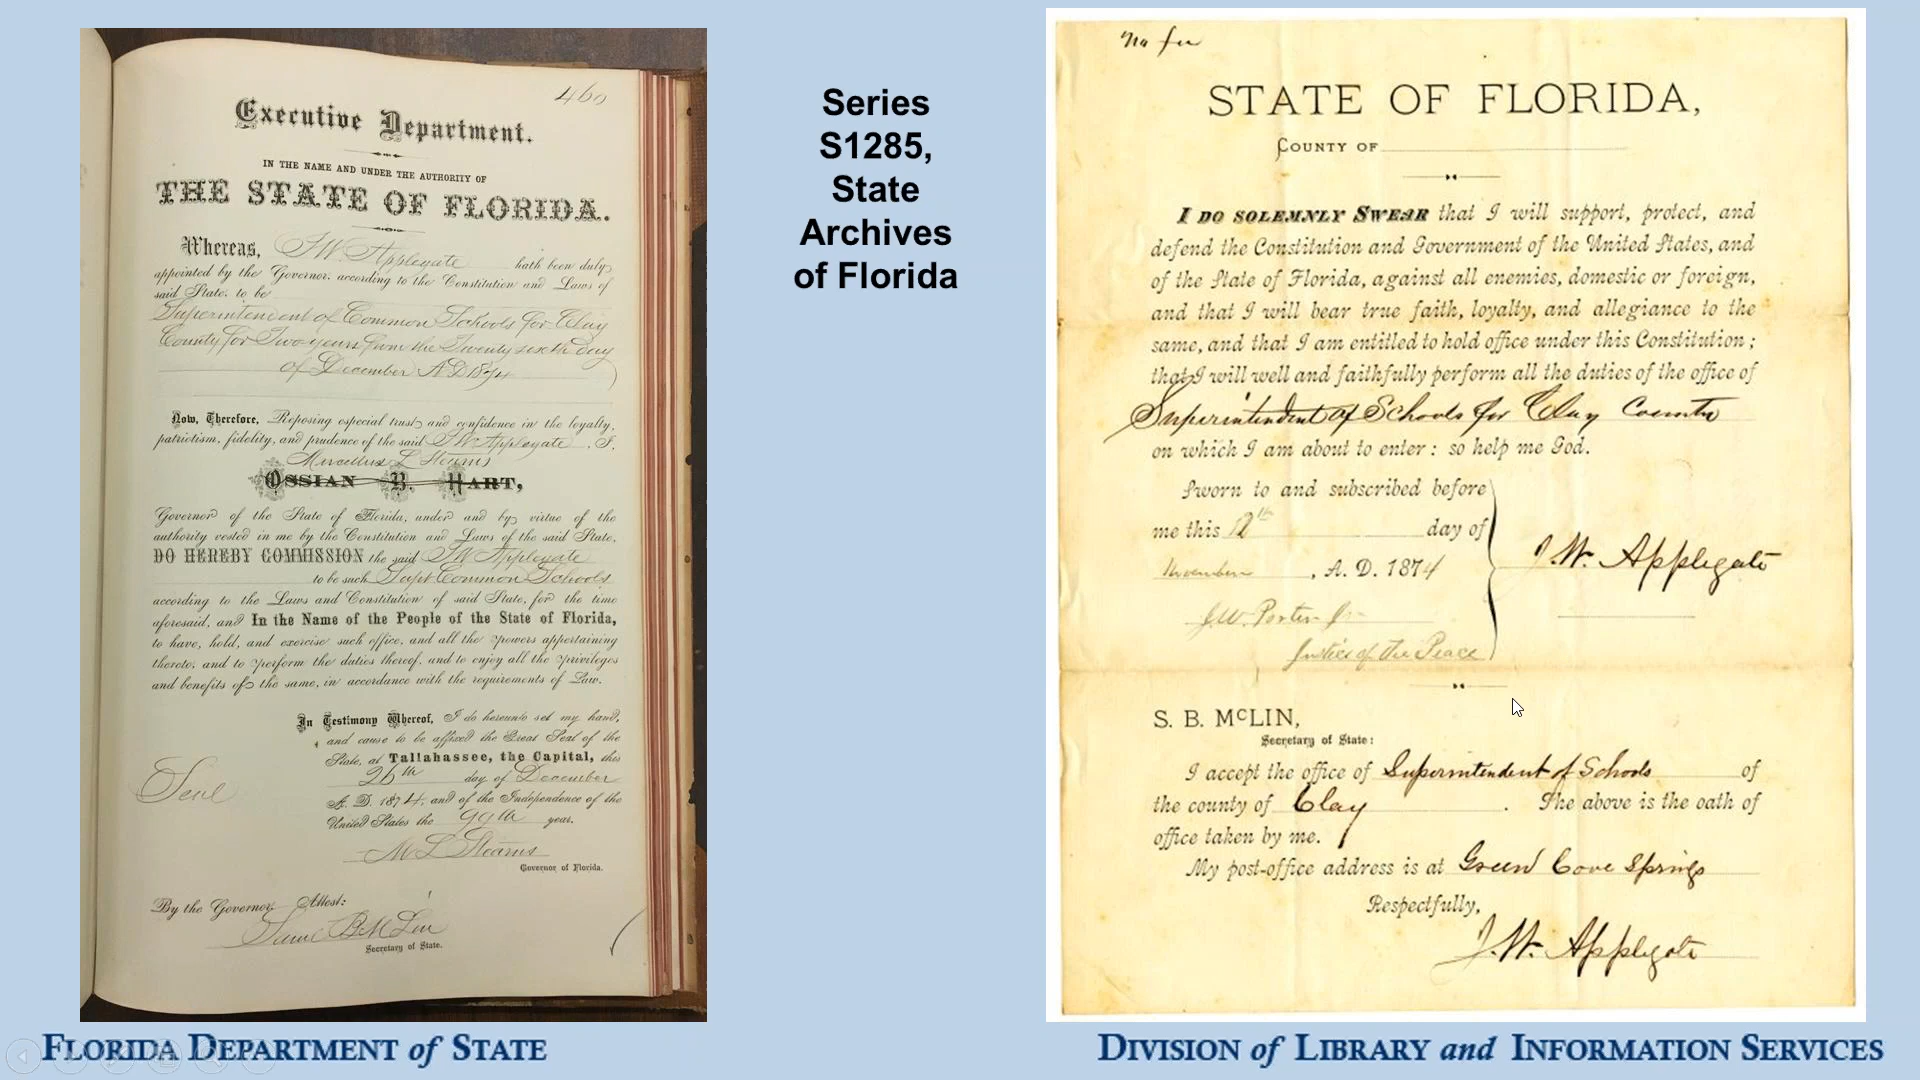 460
Executive Department.
IN THE NAME AND UNDER THE AUTHORITY OF
THE STATE OF FLORIDA.
Whereas, J.W. Applegate hath been duly
appointed by the Governor, according to the Constitution and Laws of
said State, to be
Superintendent of Common Schools for Clay
County for Two years from the Twenty sixth day
of December A D 1874
Now, Therefore, Reposing especial trust and confidence in the loyalty,
patriotism, fidelity, and prudence of the said J W Applegate, I,
Marcellus L Stearns
OSSIAN B. HART,
Governor of the State of Florida, under and by virtue of the
authority vested in me by the Constitution and Laws of the said State,
DO HEREBY COMMISSION the said J W Applegate
to be such Supt Common Schools
according to the Laws and Constitution of said State, for the time
aforesaid, and In the Name of the People of the State of Florida,
to have, hold, and exercise such office, and all the powers appertaining
thereto, and to perform the duties thereof, and to enjoy all the privileges
and benefits of the same, in accordance with the requirements of Law.
In Testimony Whereof, I do hereunto set my hand,
and cause to be affixed the Great Seal of the
State, at Tallahassee, the Capital, this
26th day of December
A. D. 1874, and of the Independence of the
United States the 99th year.
Seal
M L Stearns
Governor of Florida.
By the Governor, Attest:
Saml B McLin
Secretary of State.
Series
S1285,
State
Archives
of Florida
No fee
STATE OF FLORIDA,
COUNTY OF
I DO SOLEMNLY SWEAR that I will support, protect, and
defend the Constitution and Government of the United States, and
of the State of Florida, against all enemies, domestic or foreign,
and that I will bear true faith, loyalty, and allegiance to the
same, and that I am entitled to hold office under this Constitution;
that I will well and faithfully perform all the duties of the office of
Superintendent of Schools for Clay County
on which I am about to enter: so help me God.
Sworn to and subscribed before
me this 12th day of
November, A. D. 1874
J.W. Applegate
J.W. Porter Jr
Justice of the Peace
S. B. McLIN,
Secretary of State:
I accept the office of Superintendent of Schools of
the county of Clay. The above is the oath of
office taken by me.
My post-office address is at Green Cove Springs
Respectfully,
J. W. Applegate
FLORIDA DEPARTMENT of STATE
DIVISION of LIBRARY and INFORMATION SERVICES